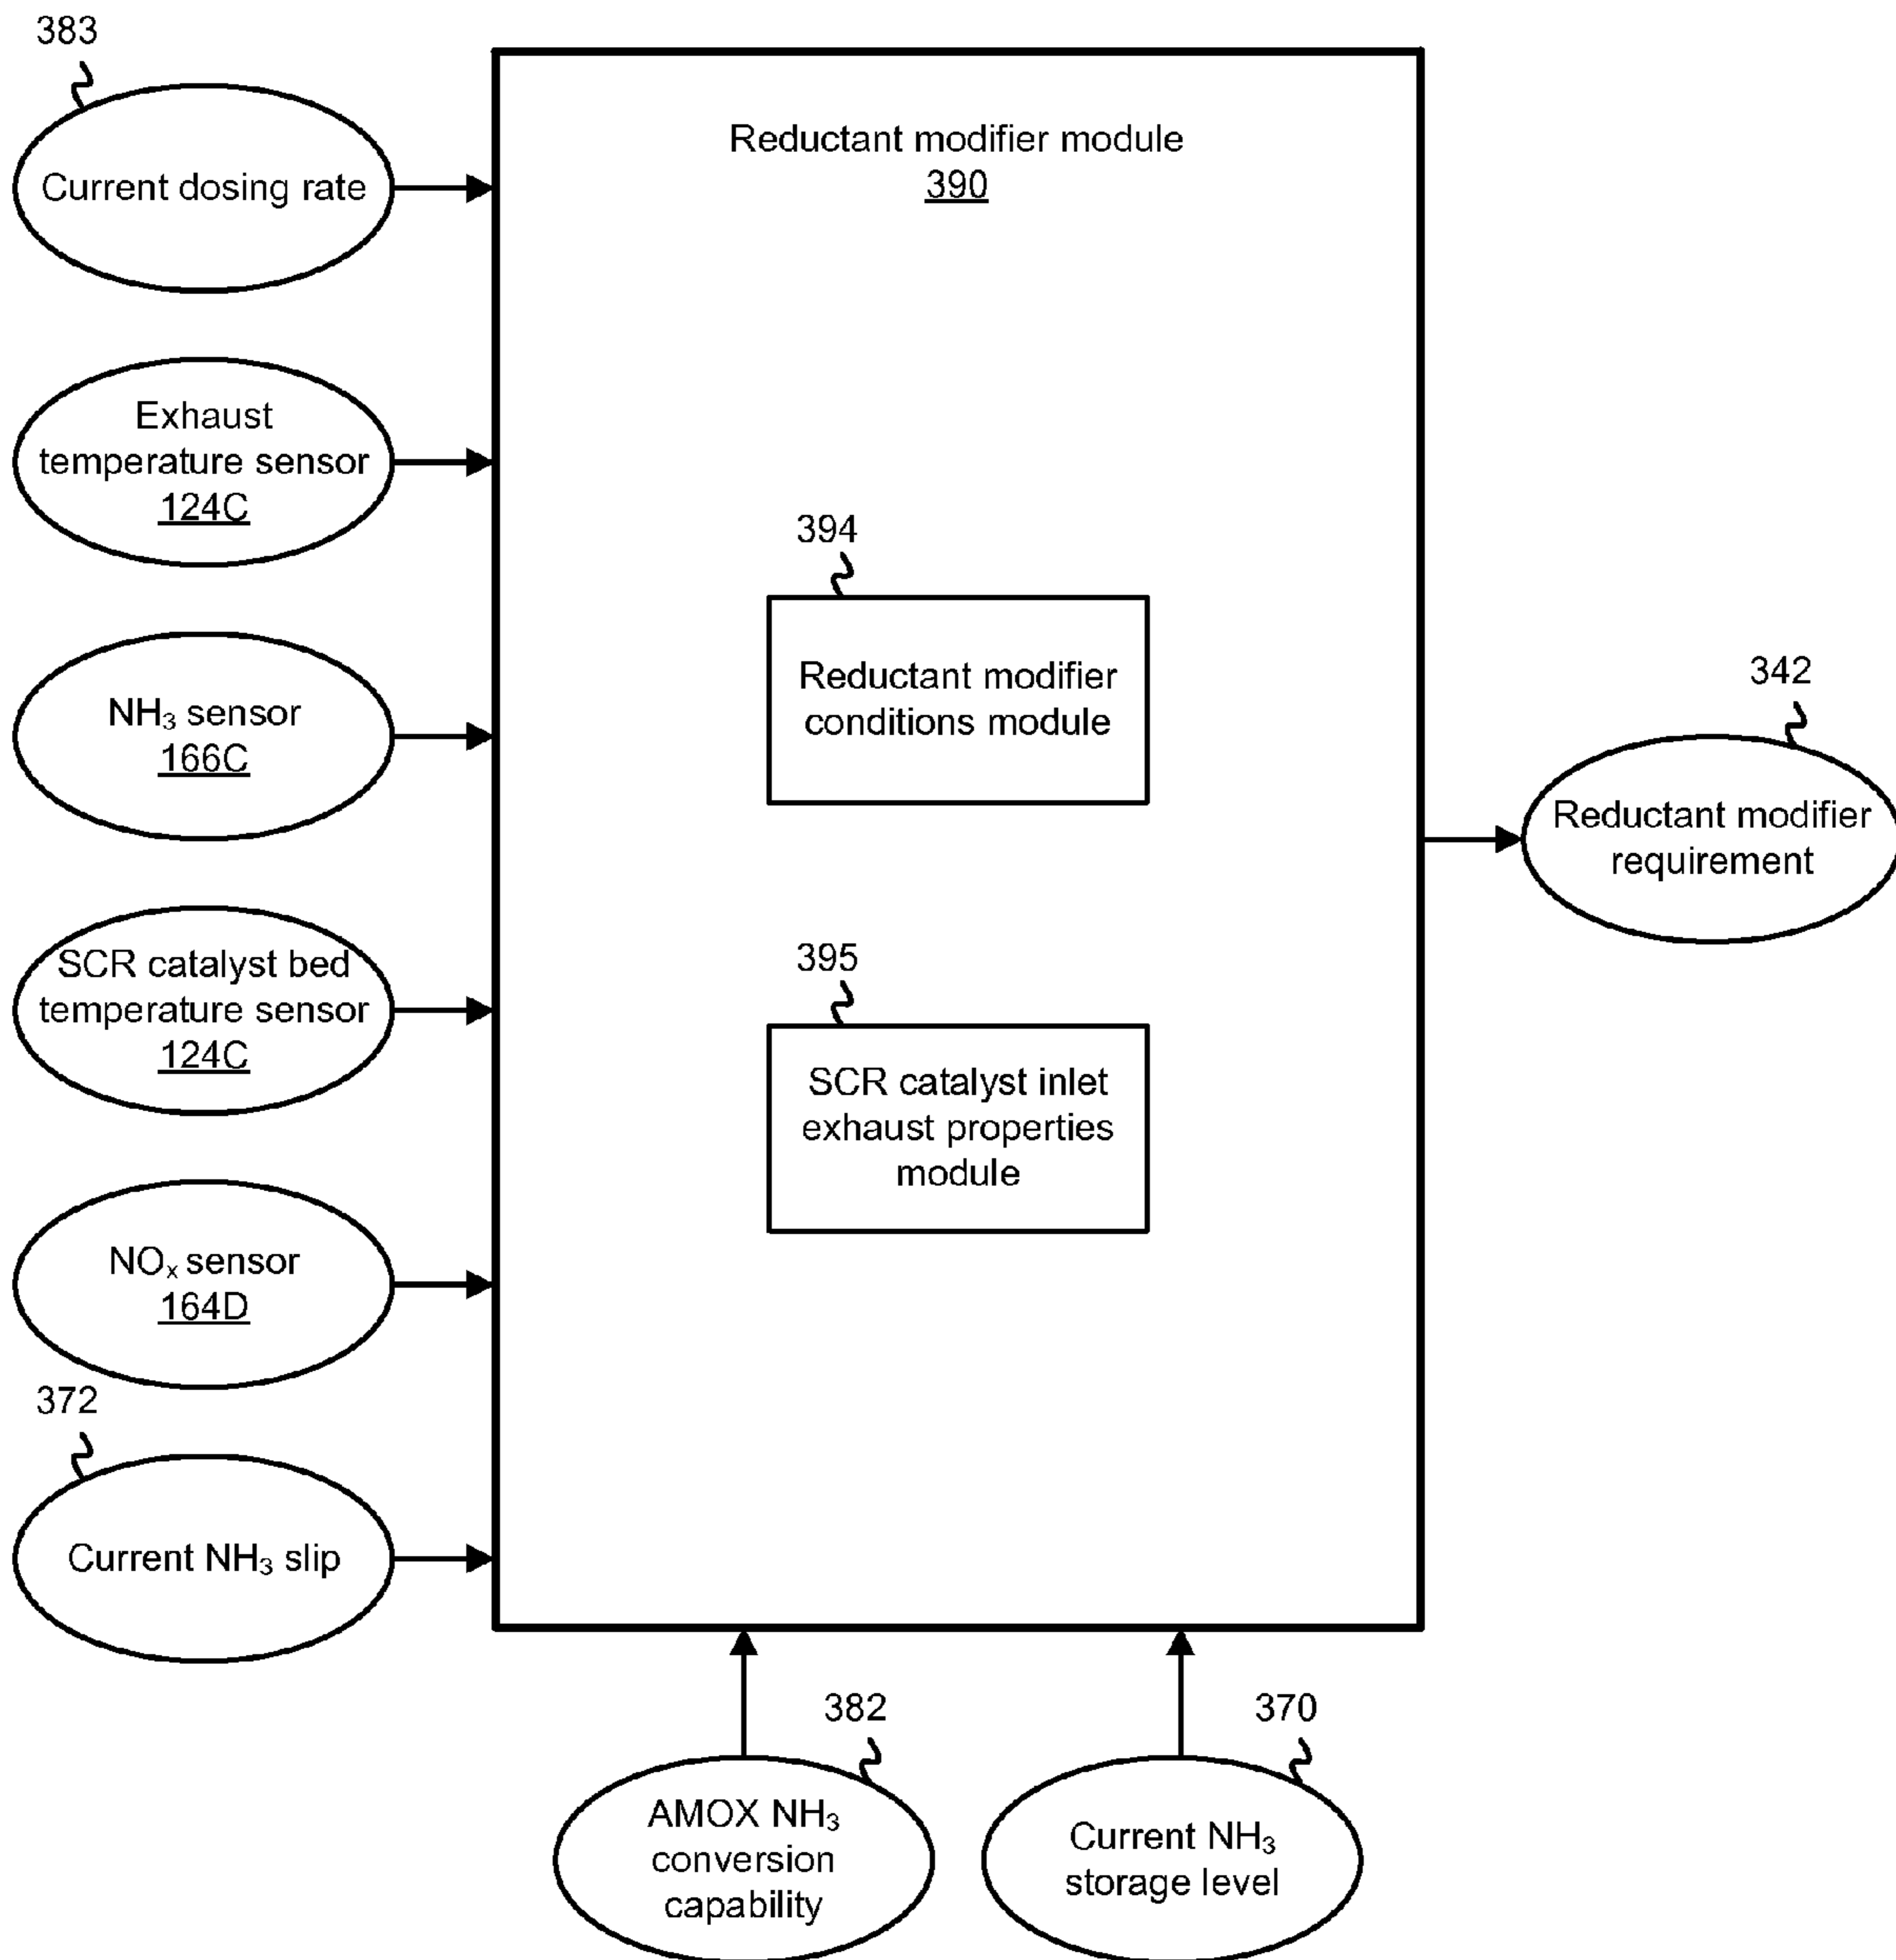 383
Current dosing rate
Exhaust
temperature sensor
124C
NH₃ sensor
166C
SCR catalyst bed
temperature sensor
124C
NOₓ sensor
164D
372
Current NH₃ slip
Reductant modifier module
390
394
Reductant modifier
conditions module
395
SCR catalyst inlet
exhaust properties
module
342
Reductant modifier
requirement
382
AMOX NH₃
conversion
capability
370
Current NH₃
storage level